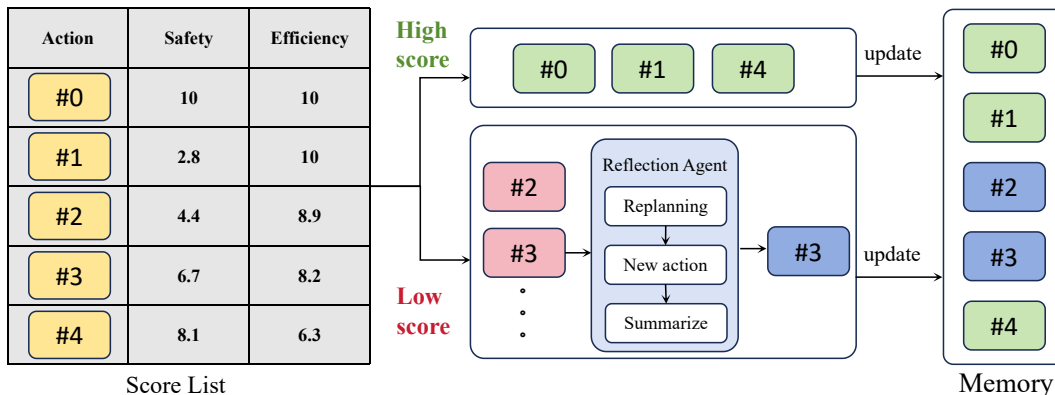 Action Safety Efficiency
#0 10 10
#1 2.8 10
#2 4.4 8.9
#3 6.7 8.2
#4 8.1 6.3
Score List
High
score
#0 #1 #4
update
Low
score
#2
#3
Reflection Agent
Replanning
New action
Summarize
#3
update
#0
#1
#2
#3
#4
Memory